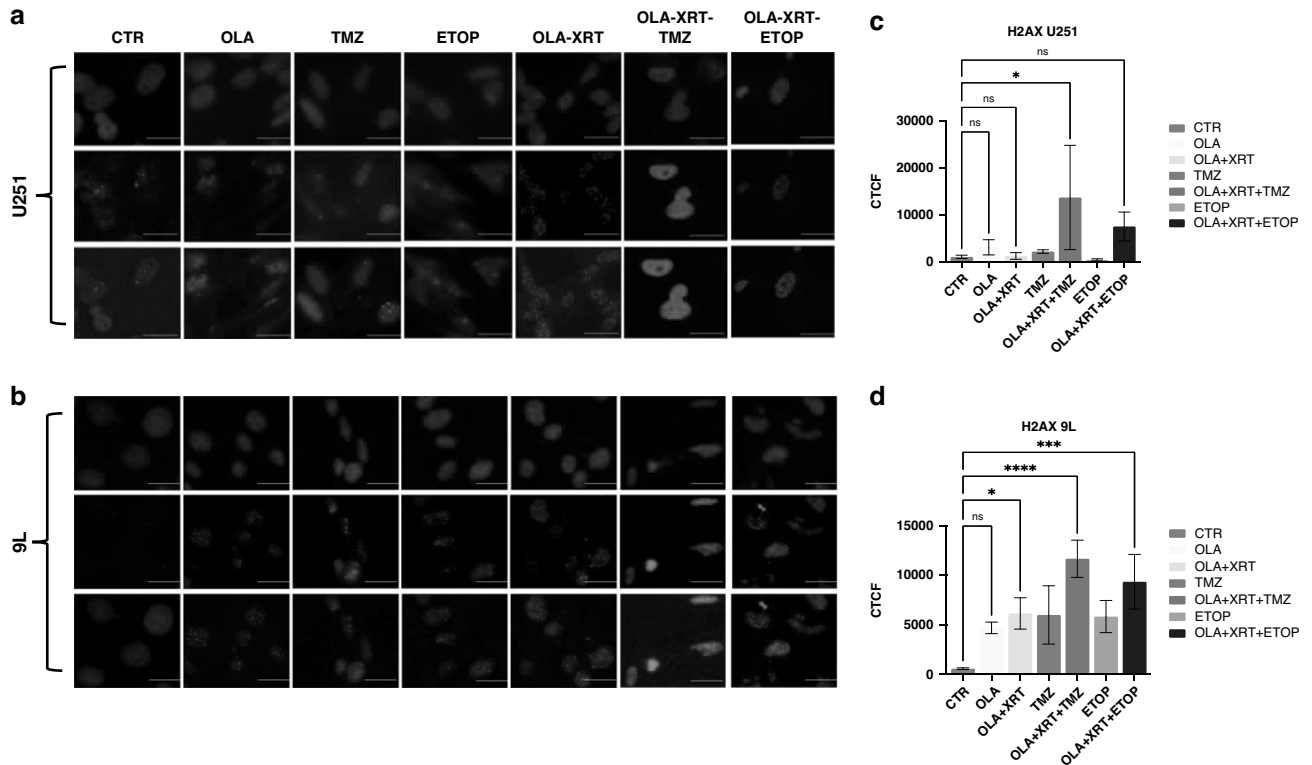 a
CTR OLA TMZ ETOP OLA-XRT OLA-XRT-TMZ OLA-XRT-ETOP
U251
b
9L
c
H2AX U251
ns
*
ns
ns
30000
20000
10000
0
CTCF
CTR
OLA
OLA+XRT
TMZ
OLA+XRT+TMZ
ETOP
OLA+XRT+ETOP
CTR
OLA
OLA+XRT
TMZ
OLA+XRT+TMZ
ETOP
OLA+XRT+ETOP
d
H2AX 9L
***
****
*
ns
15000
10000
5000
0
CTCF
CTR
OLA
OLA+XRT
TMZ
OLA+XRT+TMZ
ETOP
OLA+XRT+ETOP
CTR
OLA
OLA+XRT
TMZ
OLA+XRT+TMZ
ETOP
OLA+XRT+ETOP